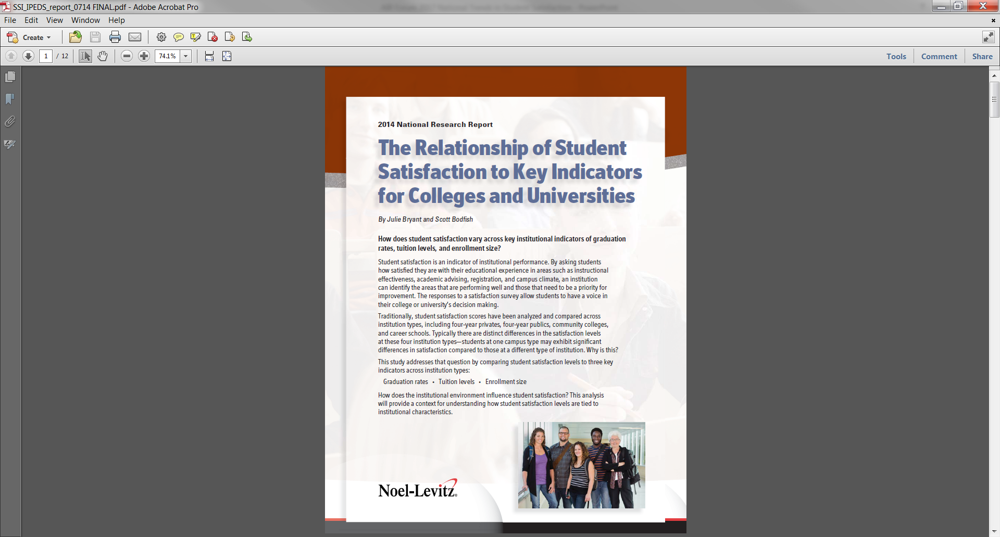 SSI_IPEDS_report_0714 FINAL.pdf - Adobe Acrobat Pro
File Edit View Window Help
Create
1 / 12 74.1% Tools Comment Share
2014 National Research Report
The Relationship of Student
Satisfaction to Key Indicators
for Colleges and Universities
By Julie Bryant and Scott Bodfish
How does student satisfaction vary across key institutional indicators of graduation
rates, tuition levels, and enrollment size?
Student satisfaction is an indicator of institutional performance. By asking students
how satisfied they are with their educational experience in areas such as instructional
effectiveness, academic advising, registration, and campus climate, an institution
can identify the areas that are performing well and those that need to be a priority for
improvement. The responses to a satisfaction survey allow students to have a voice in
their college or university's decision making.
Traditionally, student satisfaction scores have been analyzed and compared across
institution types, including four-year privates, four-year publics, community colleges,
and career schools. Typically there are distinct differences in the satisfaction levels
at these four institution types—students at one campus type may exhibit significant
differences in satisfaction compared to those at a different type of institution. Why is this?
This study addresses that question by comparing student satisfaction levels to three key
indicators across institution types:
Graduation rates • Tuition levels • Enrollment size
How does the institutional environment influence student satisfaction? This analysis
will provide a context for understanding how student satisfaction levels are tied to
institutional characteristics.
Noel-Levitz®